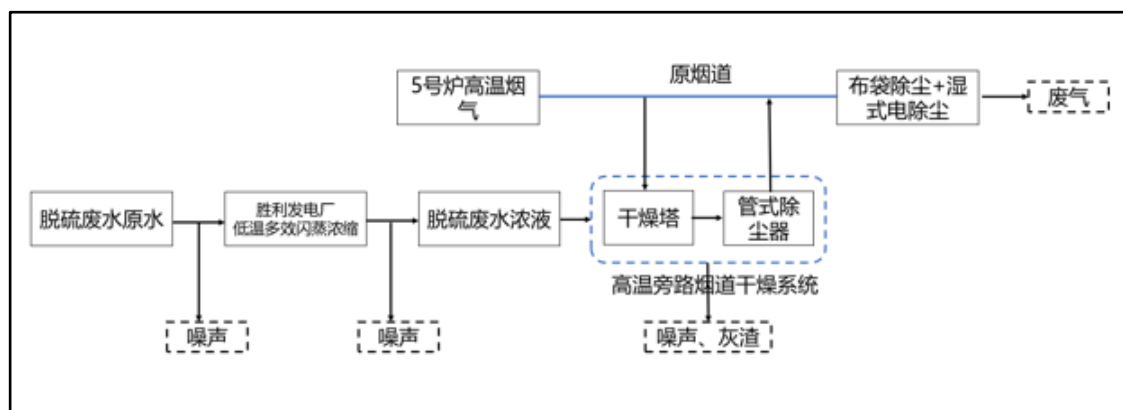 原烟道
5号炉高温烟
气
布袋除尘+湿
式电除尘
废气
脱硫废水原水
胜利发电厂
低温多效闪蒸浓缩
脱硫废水浓液
干燥塔
管式除
尘器
高温旁路烟道干燥系统
噪声
噪声
噪声、灰渣